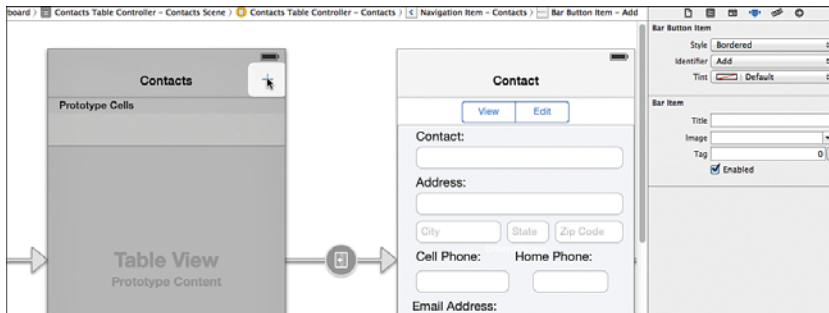 board ⟩ Contacts Table Controller – Contacts Scene ⟩ Contacts Table Controller – Contacts ⟩ Navigation Item – Contacts ⟩ Bar Button Item – Add
Contacts
Prototype Cells
Table View
Prototype Content
Contact
View Edit
Contact:
Address:
City State Zip Code
Cell Phone: Home Phone:
Email Address:
Bar Button Item
Style Bordered
Identifier Add
Tint Default
Bar Item
Title
Image
Tag 0
Enabled